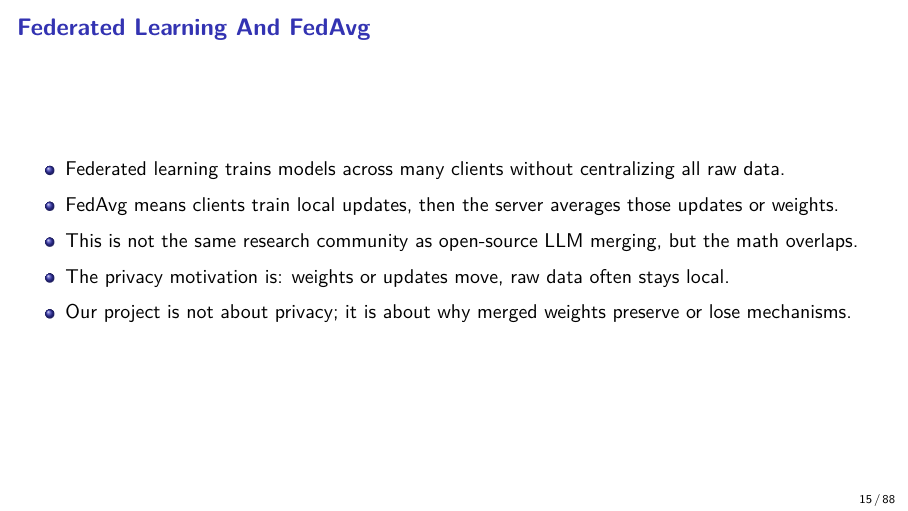 Federated Learning And FedAvg
Federated learning trains models across many clients without centralizing all raw data.
FedAvg means clients train local updates, then the server averages those updates or weights.
This is not the same research community as open-source LLM merging, but the math overlaps.
The privacy motivation is: weights or updates move, raw data often stays local.
Our project is not about privacy; it is about why merged weights preserve or lose mechanisms.
15 / 88